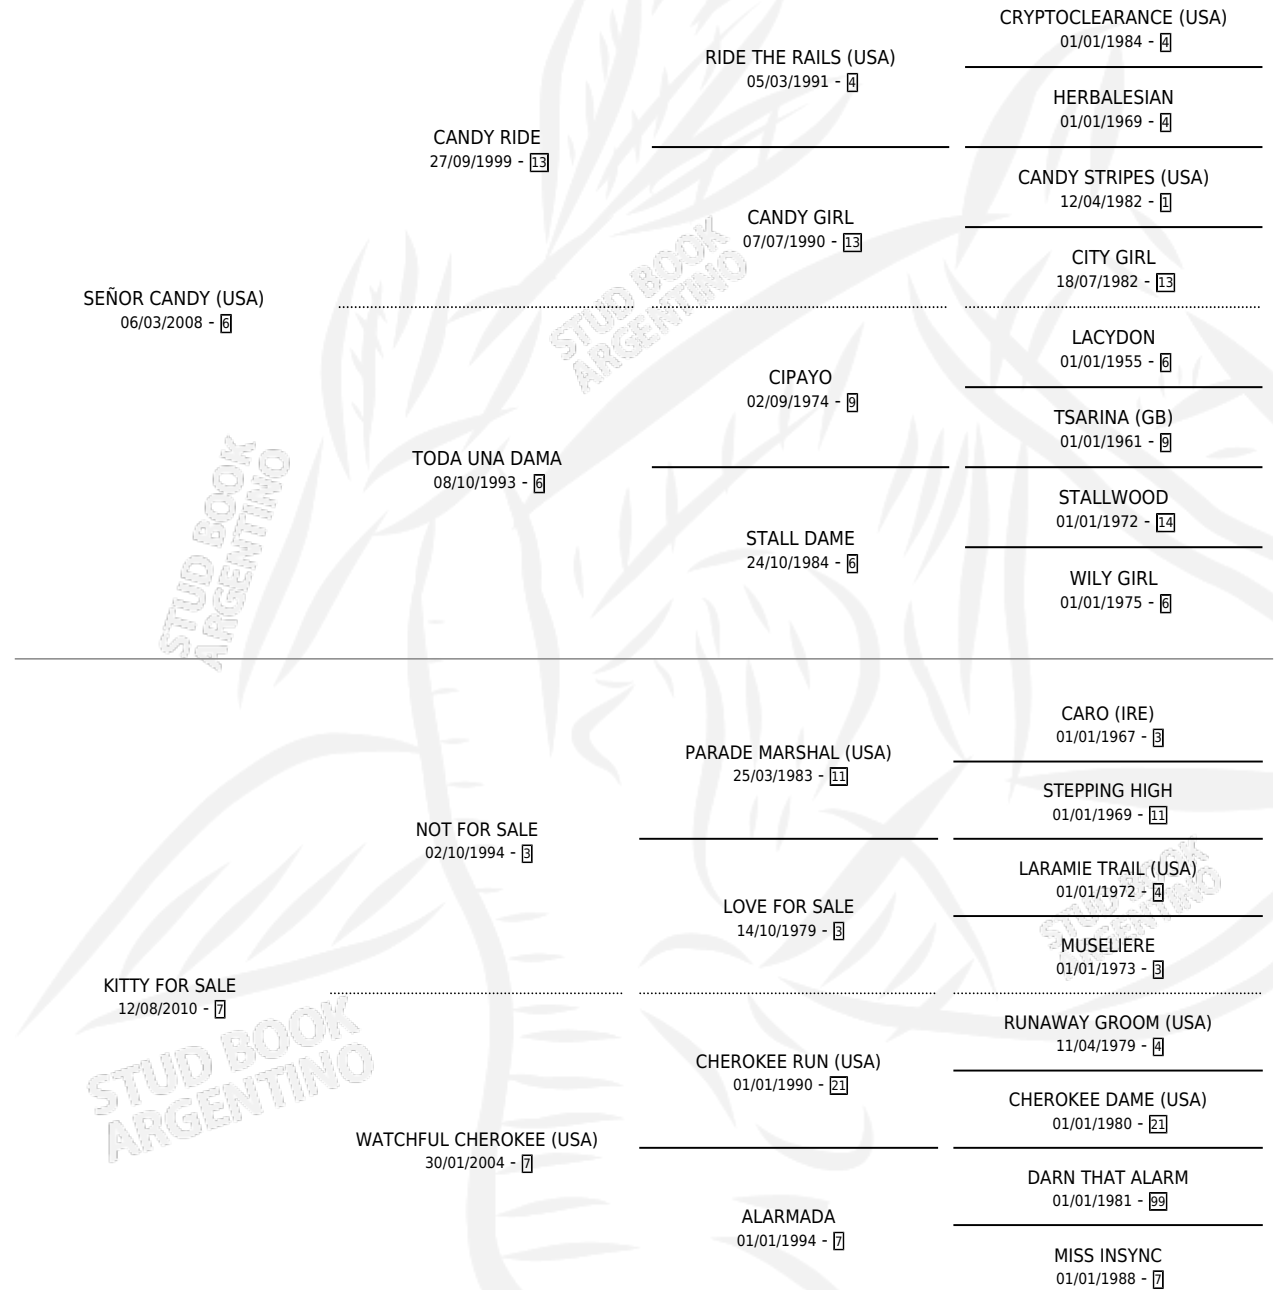 CRYPTOCLEARANCE (USA)
01/01/1984 - 4
RIDE THE RAILS (USA)
05/03/1991 - 4
HERBALESIAN
01/01/1969 - 4
CANDY RIDE
27/09/1999 - 13
CANDY STRIPES (USA)
12/04/1982 - 1
CANDY GIRL
07/07/1990 - 13
CITY GIRL
18/07/1982 - 13
SEÑOR CANDY (USA)
06/03/2008 - 6
LACYDON
01/01/1955 - 6
CIPAYO
02/09/1974 - 9
TSARINA (GB)
01/01/1961 - 9
TODA UNA DAMA
08/10/1993 - 6
STALLWOOD
01/01/1972 - 14
STALL DAME
24/10/1984 - 6
WILY GIRL
01/01/1975 - 6
CARO (IRE)
01/01/1967 - 3
PARADE MARSHAL (USA)
25/03/1983 - 11
STEPPING HIGH
01/01/1969 - 11
NOT FOR SALE
02/10/1994 - 3
LARAMIE TRAIL (USA)
01/01/1972 - 4
LOVE FOR SALE
14/10/1979 - 3
MUSELIERE
01/01/1973 - 3
KITTY FOR SALE
12/08/2010 - 7
RUNAWAY GROOM (USA)
11/04/1979 - 4
CHEROKEE RUN (USA)
01/01/1990 - 21
CHEROKEE DAME (USA)
01/01/1980 - 21
WATCHFUL CHEROKEE (USA)
30/01/2004 - 7
DARN THAT ALARM
01/01/1981 - 99
ALARMADA
01/01/1994 - 7
MISS INSYNC
01/01/1988 - 7
STUD BOOK
ARGENTINO
STUD BOOK
ARGENTINO
STUD BOOK
ARGENTINO
STUD BOOK
ARGENTINO